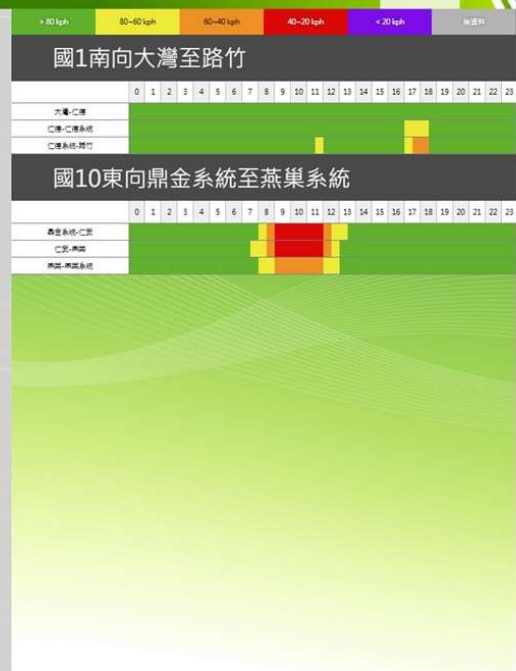 > 80 kph 80~60 kph 60~40 kph 40~20 kph < 20 kph 無資料
國1南向大灣至路竹
0 1 2 3 4 5 6 7 8 9 10 11 12 13 14 15 16 17 18 19 20 21 22 23
大灣-仁德
仁德-仁德系統
仁德系統-路竹
國10東向鼎金系統至燕巢系統
0 1 2 3 4 5 6 7 8 9 10 11 12 13 14 15 16 17 18 19 20 21 22 23
鼎金系統-仁武
仁武-燕巢
燕巢-燕巢系統